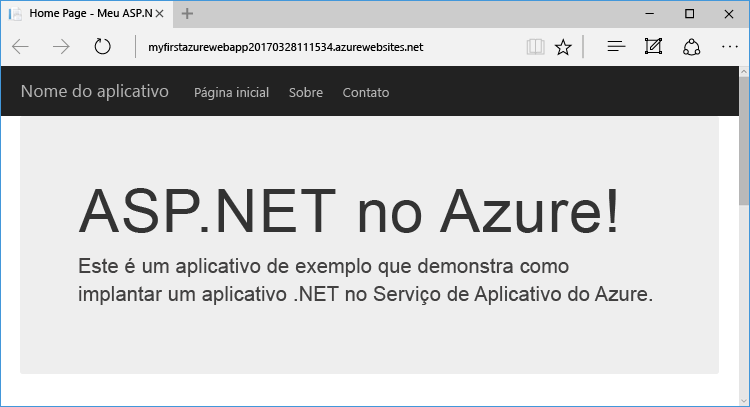 Home Page - Meu ASP.N
myfirstazurewebapp20170328111534.azurewebsites.net
Nome do aplicativo Página inicial Sobre Contato
ASP.NET no Azure!
Este é um aplicativo de exemplo que demonstra como
implantar um aplicativo .NET no Serviço de Aplicativo do Azure.